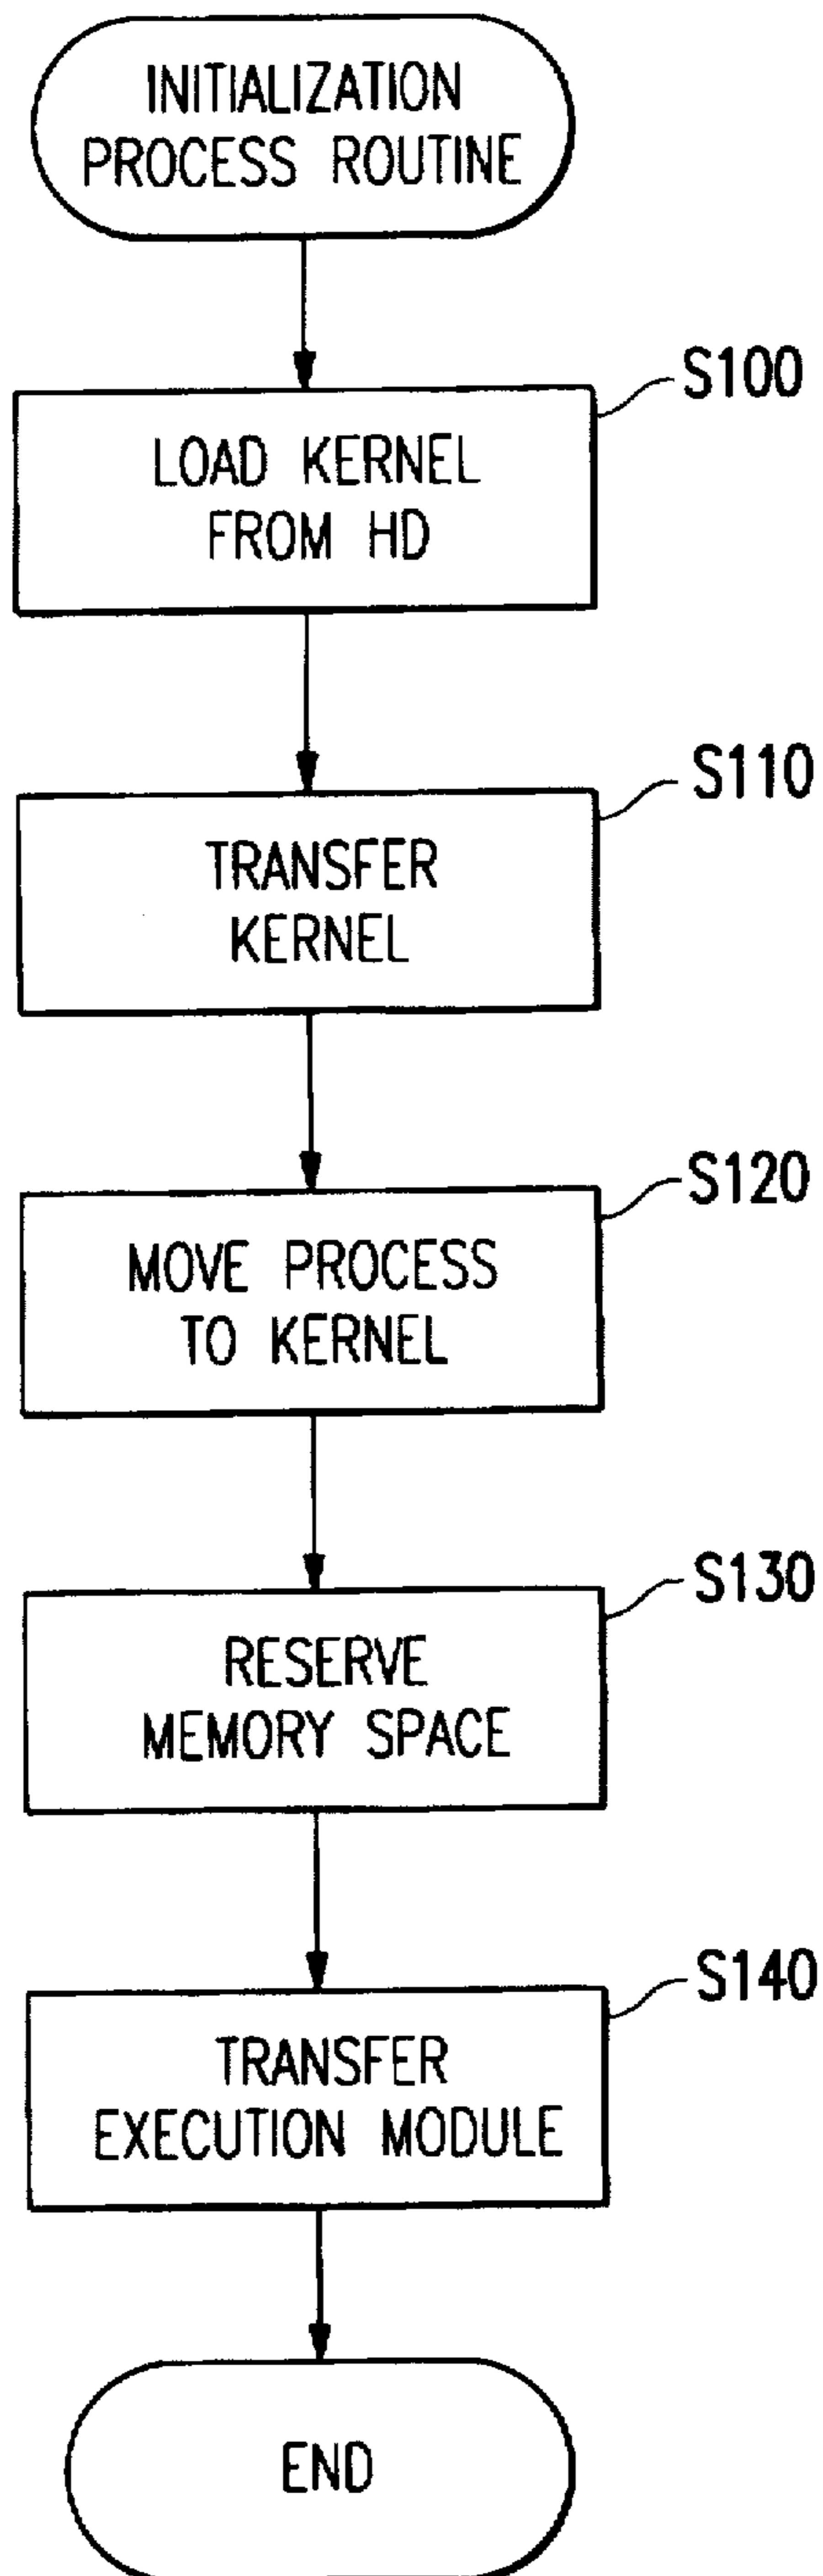 INITIALIZATION
PROCESS ROUTINE
S100
LOAD KERNEL
FROM HD
S110
TRANSFER
KERNEL
S120
MOVE PROCESS
TO KERNEL
S130
RESERVE
MEMORY SPACE
S140
TRANSFER
EXECUTION MODULE
END